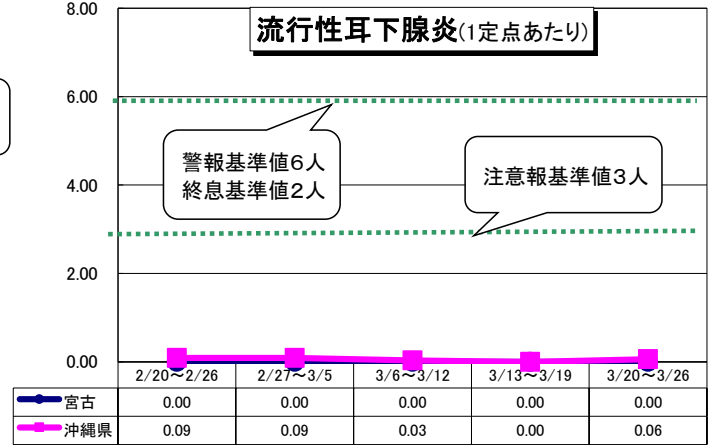 流行性耳下腺炎(1定点あたり)
8.00
6.00
警報基準値6人
終息基準値2人
注意報基準値3人
4.00
2.00
0.00
2/20～2/26 2/27～3/5 3/6～3/12 3/13～3/19 3/20～3/26
宮古 0.00 0.00 0.00 0.00 0.00
沖縄県 0.09 0.09 0.03 0.00 0.06